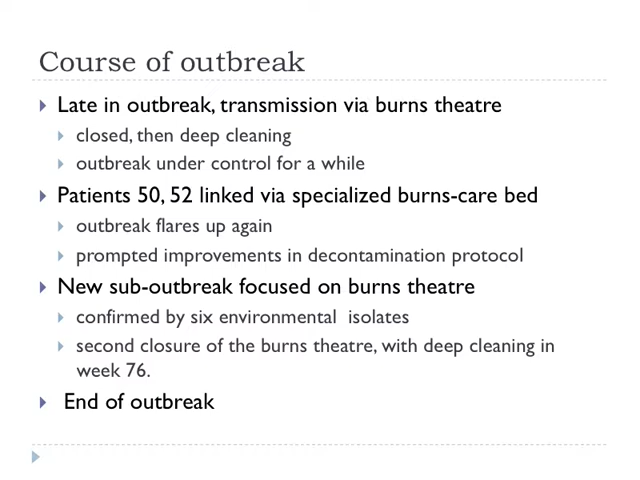 Course of outbreak
Late in outbreak, transmission via burns theatre
closed, then deep cleaning
outbreak under control for a while
Patients 50, 52 linked via specialized burns-care bed
outbreak flares up again
prompted improvements in decontamination protocol
New sub-outbreak focused on burns theatre
confirmed by six environmental  isolates
second closure of the burns theatre, with deep cleaning in
week 76.
End of outbreak